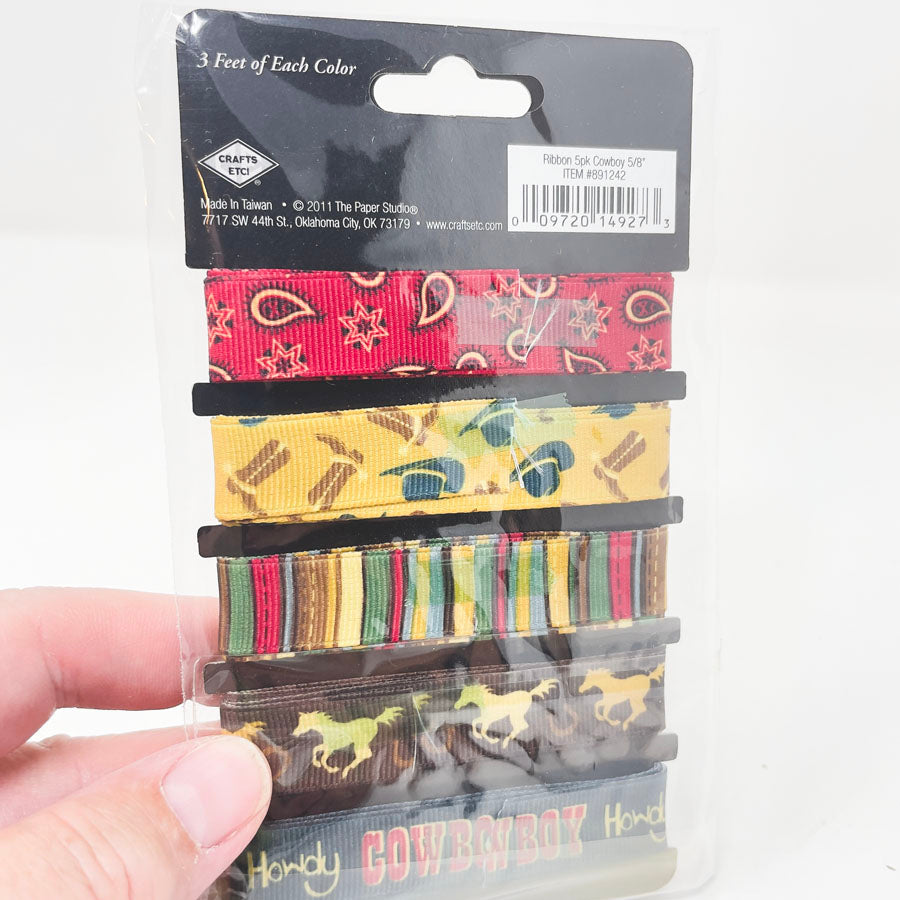 3 Feet of Each Color
CRAFTS
ETC!®
Made In Taiwan • © 2011 The Paper Studio®
7717 SW 44th St., Oklahoma City, OK 73179 • www.craftsetc.com
Ribbon 5pk Cowboy 5/8"
ITEM #891242
0 09720 14927 3
Howdy COWBOWBOY Howdy